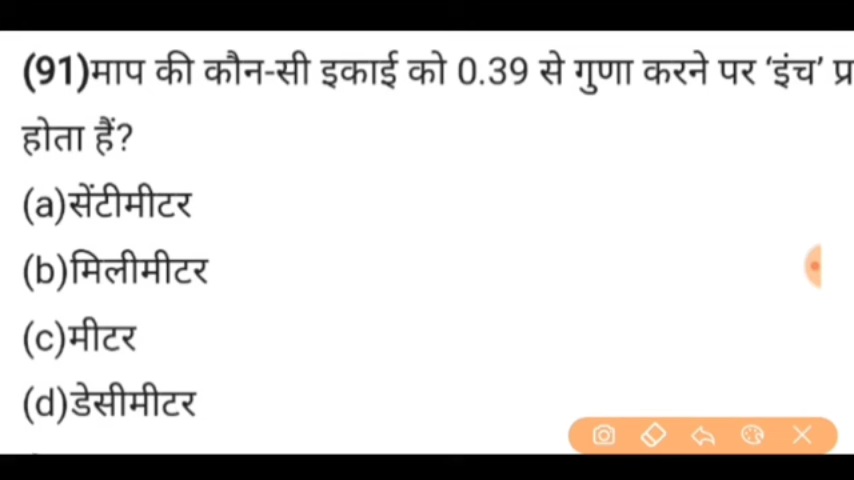 (91)माप की कौन-सी इकाई को 0.39 से गुणा करने पर ‘इंच’ प्र
होता हैं?
(a)सेंटीमीटर
(b)मिलीमीटर
(c)मीटर
(d)डेसीमीटर